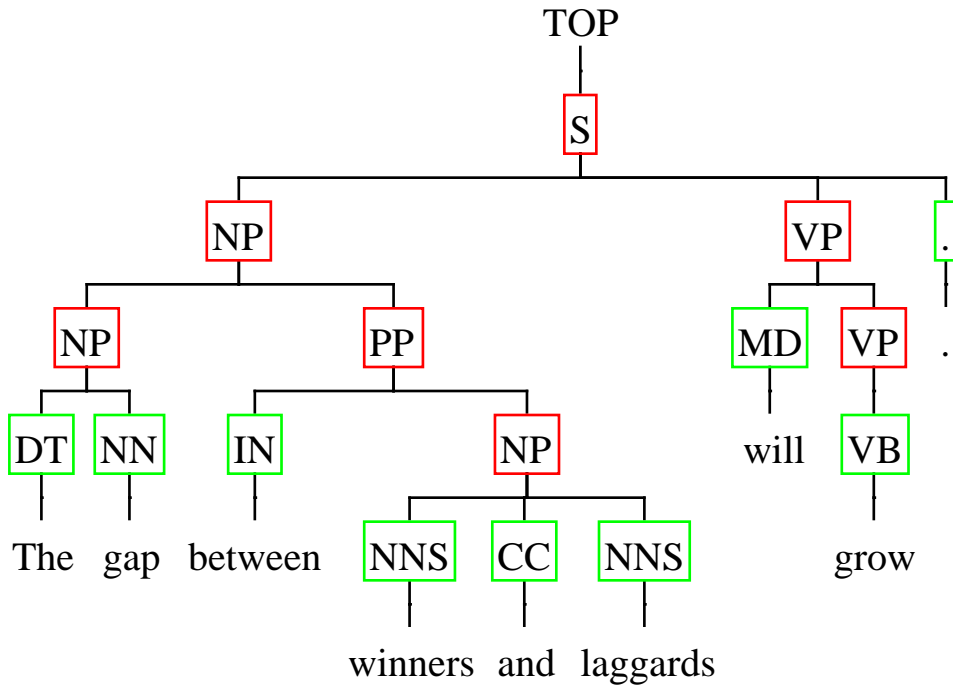 TOP
S
NP VP .
NP PP MD VP .
DT NN IN NP will VB
The gap between NNS CC NNS grow
winners and laggards